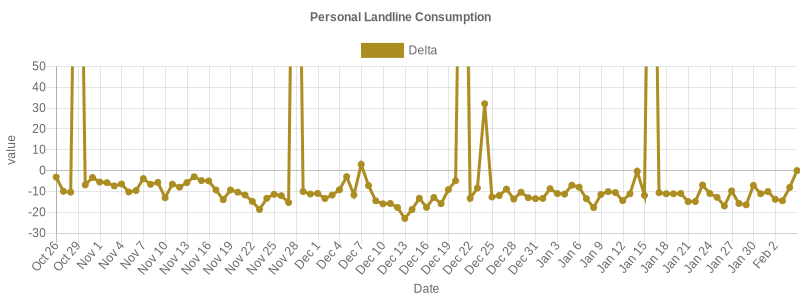 Personal Landline Consumption
Delta
value
50
40
30
20
10
0
-10
-20
-30
Oct 26
Oct 29
Nov 1
Nov 4
Nov 7
Nov 10
Nov 13
Nov 16
Nov 19
Nov 22
Nov 25
Nov 28
Dec 1
Dec 4
Dec 7
Dec 10
Dec 13
Dec 16
Dec 19
Dec 22
Dec 25
Dec 28
Dec 31
Jan 3
Jan 6
Jan 9
Jan 12
Jan 15
Jan 18
Jan 21
Jan 24
Jan 27
Jan 30
Feb 2
Date